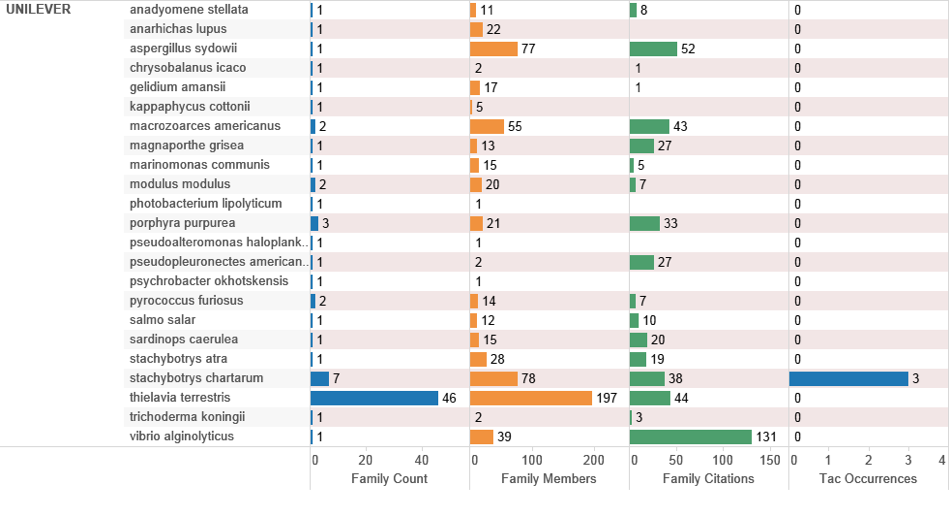 UNILEVER anadyomene stellata 1 11 8 0
anarhichas lupus 1 22 0
aspergillus sydowii 1 77 52 0
chrysobalanus icaco 1 2 1 0
gelidium amansii 1 17 1 0
kappaphycus cottonii 1 5 0
macrozoarces americanus 2 55 43 0
magnaporthe grisea 1 13 27 0
marinomonas communis 1 15 5 0
modulus modulus 2 20 7 0
photobacterium lipolyticum 1 1 0
porphyra purpurea 3 21 33 0
pseudoalteromonas haloplank.. 1 1 0
pseudopleuronectes american.. 1 2 27 0
psychrobacter okhotskensis 1 1 0
pyrococcus furiosus 2 14 7 0
salmo salar 1 12 10 0
sardinops caerulea 1 15 20 0
stachybotrys atra 1 28 19 0
stachybotrys chartarum 7 78 38 3
thielavia terrestris 46 197 44 0
trichoderma koningii 1 2 3 0
vibrio alginolyticus 1 39 131 0
0 20 40 0 100 200 0 50 100 150 0 1 2 3 4
Family Count Family Members Family Citations Tac Occurrences